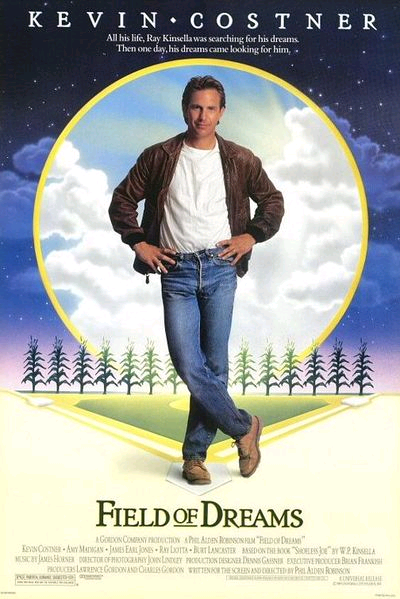 KEVIN · COSTNER
All his life, Ray Kinsella was searching for his dreams.
Then one day, his dreams came looking for him.
FIELD OF DREAMS
A GORDON COMPANY PRODUCTION A PHIL ALDEN ROBINSON FILM "FIELD OF DREAMS"
KEVIN COSTNER · AMY MADIGAN · JAMES EARL JONES · RAY LIOTTA · BURT LANCASTER BASED ON THE BOOK "SHOELESS JOE" BY W.P. KINSELLA
MUSIC BY JAMES HORNER DIRECTOR OF PHOTOGRAPHY JOHN LINDLEY PRODUCTION DESIGNER DENNIS GASSNER EXECUTIVE PRODUCER BRIAN FRANKISH
PRODUCERS LAWRENCE GORDON AND CHARLES GORDON WRITTEN FOR THE SCREEN AND DIRECTED BY PHIL ALDEN ROBINSON
A UNIVERSAL RELEASE